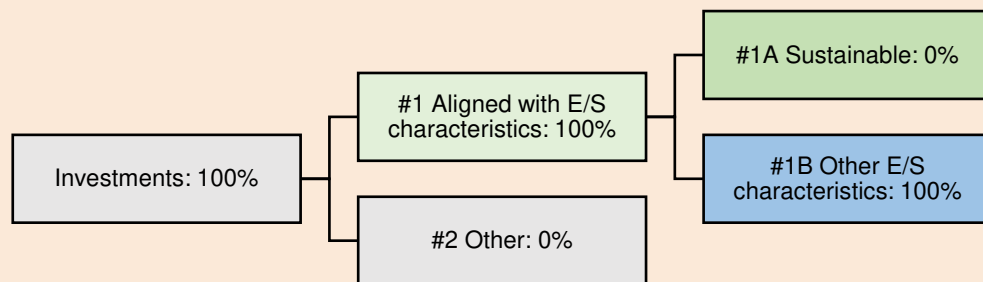 #1A Sustainable: 0%
#1 Aligned with E/S
characteristics: 100%
Investments: 100%
#1B Other E/S
characteristics: 100%
#2 Other: 0%